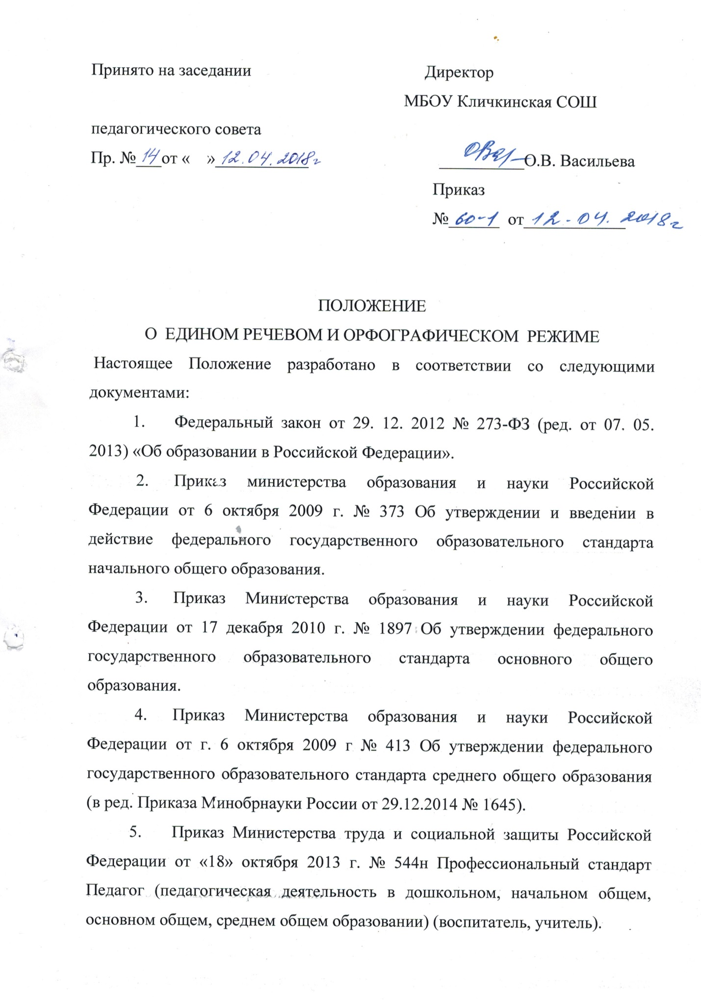 Принято на заседании
Директор
МБОУ Кличкинская СОШ
педагогического совета
Пр. № 14 от « » 12.04.2018г
О.В. Васильева
Приказ
№ 60-1 от 12.04.2018г
ПОЛОЖЕНИЕ
О ЕДИНОМ РЕЧЕВОМ И ОРФОГРАФИЧЕСКОМ РЕЖИМЕ
Настоящее Положение разработано в соответствии со следующими
документами:
1. Федеральный закон от 29. 12. 2012 № 273-ФЗ (ред. от 07. 05.
2013) «Об образовании в Российской Федерации».
2. Приказ министерства образования и науки Российской
Федерации от 6 октября 2009 г. № 373 Об утверждении и введении в
действие федерального государственного образовательного стандарта
начального общего образования.
3. Приказ Министерства образования и науки Российской
Федерации от 17 декабря 2010 г. № 1897 Об утверждении федерального
государственного образовательного стандарта основного общего
образования.
4. Приказ Министерства образования и науки Российской
Федерации от г. 6 октября 2009 г № 413 Об утверждении федерального
государственного образовательного стандарта среднего общего образования
(в ред. Приказа Минобрнауки России от 29.12.2014 № 1645).
5. Приказ Министерства труда и социальной защиты Российской
Федерации от «18» октября 2013 г. № 544н Профессиональный стандарт
Педагог (педагогическая деятельность в дошкольном, начальном общем,
основном общем, среднем общем образовании) (воспитатель, учитель).